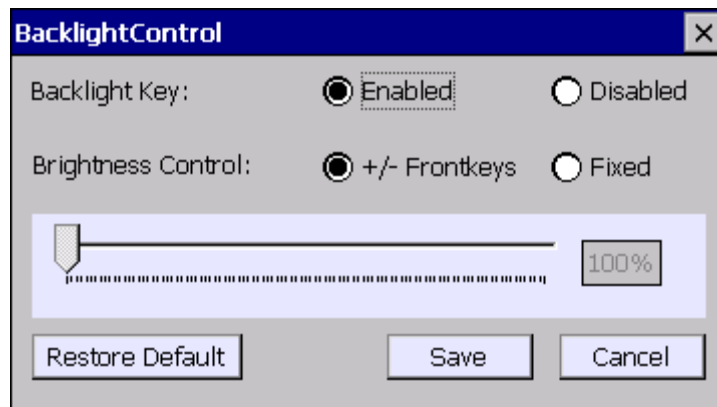 BacklightControl
Backlight Key: Enabled Disabled
Brightness Control: +/- Frontkeys Fixed
100%
Restore Default Save Cancel